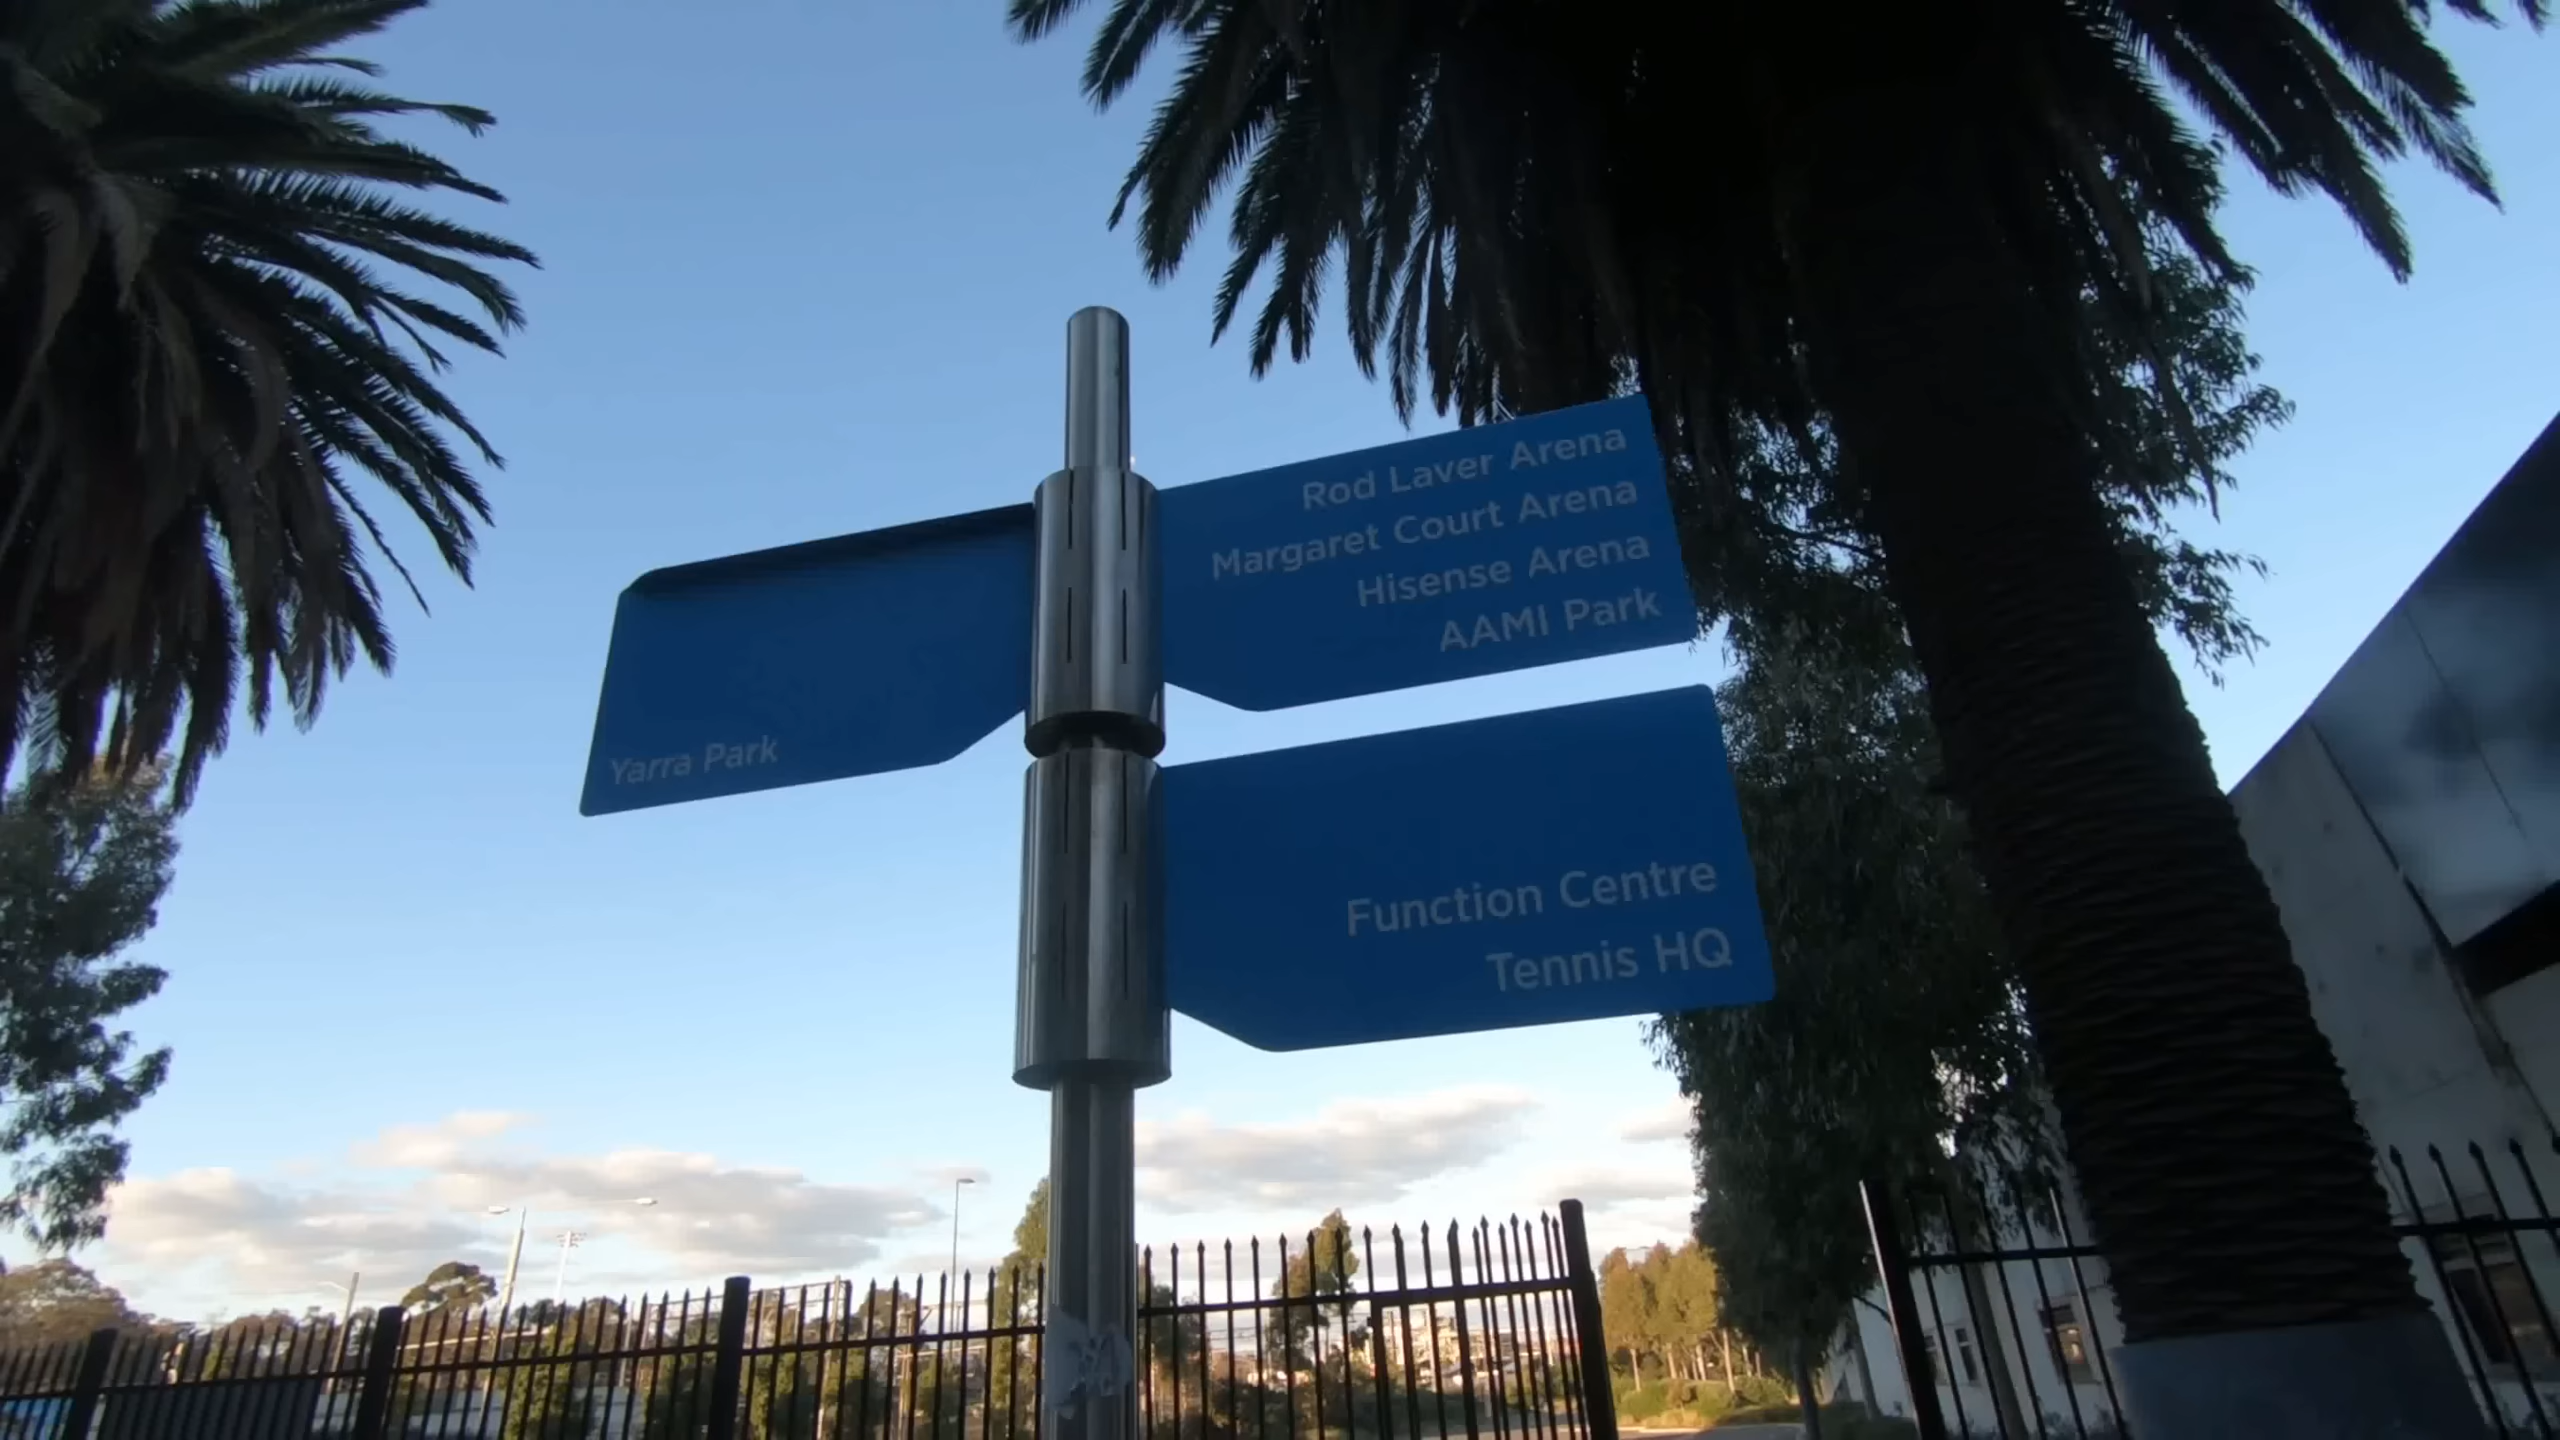 Yarra Park
Rod Laver Arena
Margaret Court Arena
Hisense Arena
AAMI Park
Function Centre
Tennis HQ